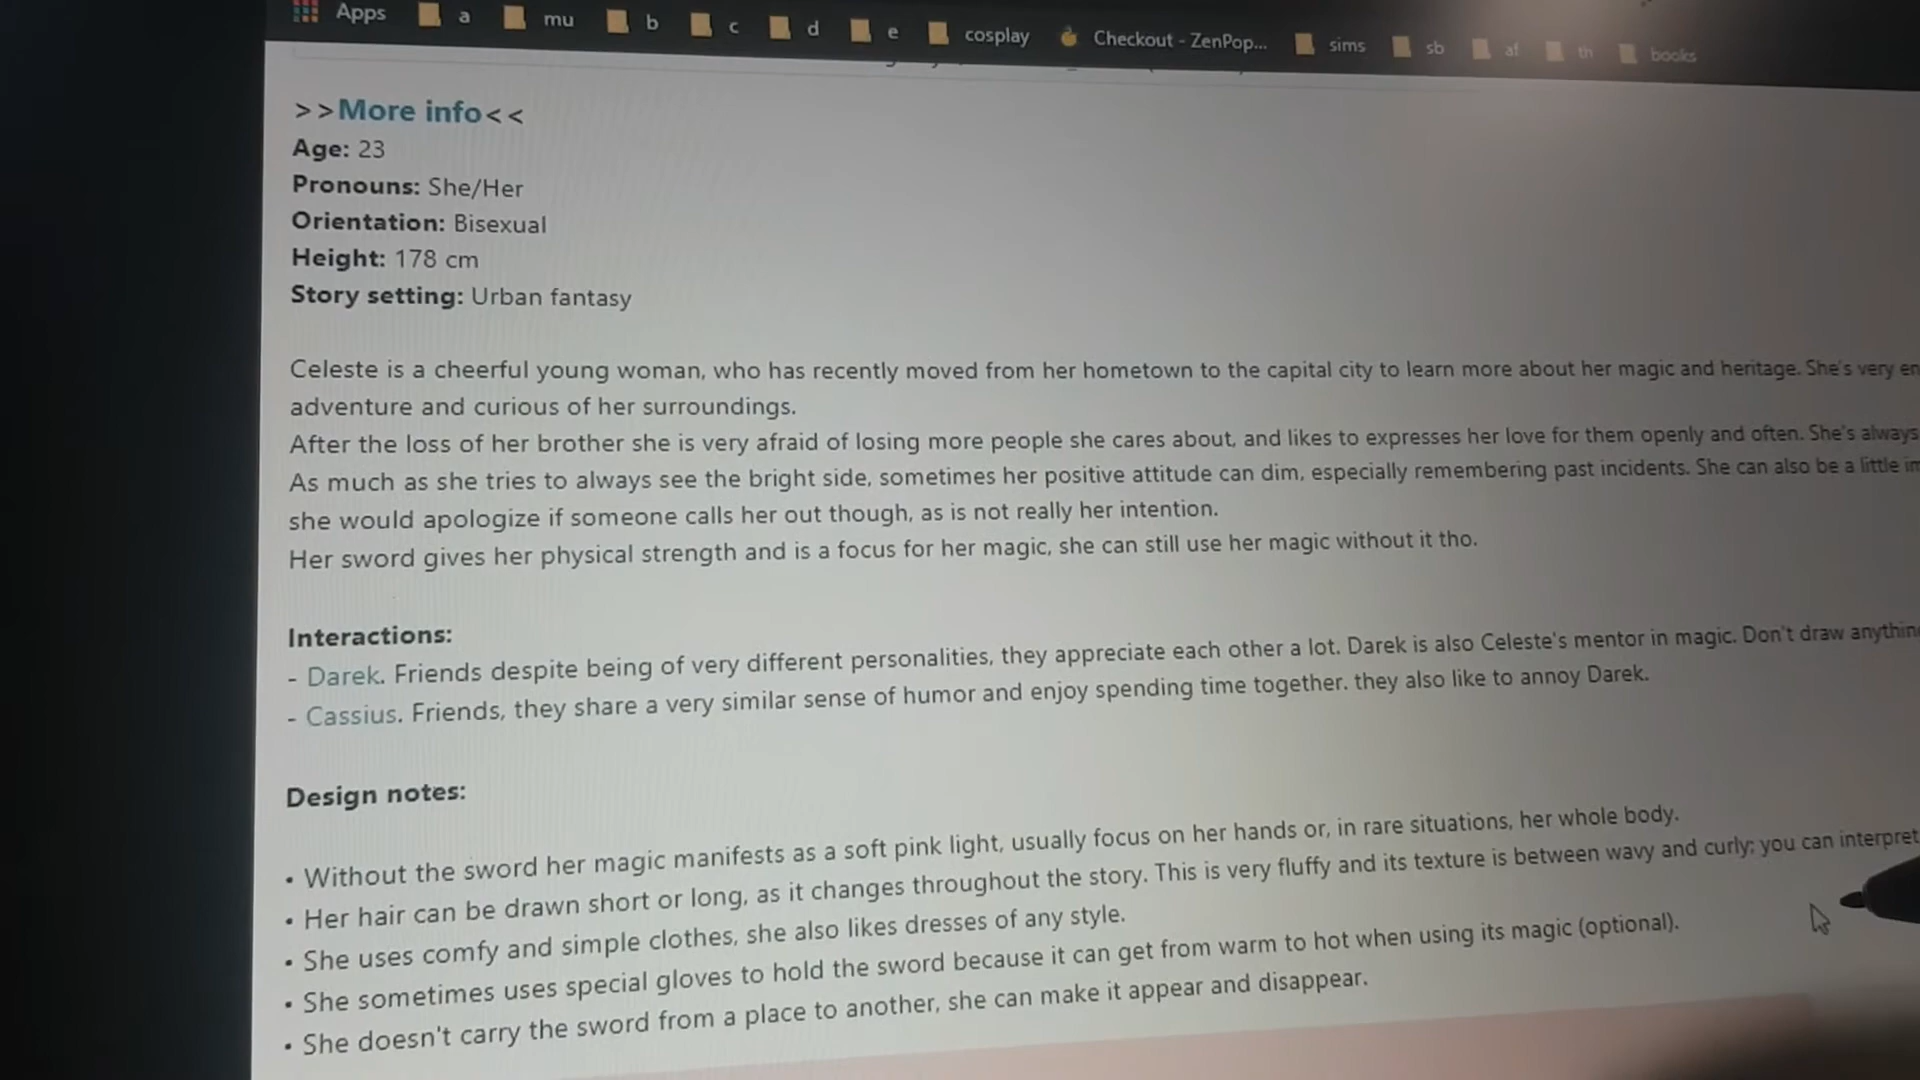 Apps a mu b c d e cosplay Checkout - ZenPop... sims sb af th books
>>More info<<
Age: 23
Pronouns: She/Her
Orientation: Bisexual
Height: 178 cm
Story setting: Urban fantasy
Celeste is a cheerful young woman, who has recently moved from her hometown to the capital city to learn more about her magic and heritage. She's very en
adventure and curious of her surroundings.
After the loss of her brother she is very afraid of losing more people she cares about, and likes to expresses her love for them openly and often. She's always
As much as she tries to always see the bright side, sometimes her positive attitude can dim, especially remembering past incidents. She can also be a little im
she would apologize if someone calls her out though, as is not really her intention.
Her sword gives her physical strength and is a focus for her magic, she can still use her magic without it tho.
Interactions:
- Darek. Friends despite being of very different personalities, they appreciate each other a lot. Darek is also Celeste's mentor in magic. Don't draw anything
- Cassius. Friends, they share a very similar sense of humor and enjoy spending time together. they also like to annoy Darek.
Design notes:
• Without the sword her magic manifests as a soft pink light, usually focus on her hands or, in rare situations, her whole body.
• Her hair can be drawn short or long, as it changes throughout the story. This is very fluffy and its texture is between wavy and curly; you can interpret
• She uses comfy and simple clothes, she also likes dresses of any style.
• She sometimes uses special gloves to hold the sword because it can get from warm to hot when using its magic (optional).
• She doesn't carry the sword from a place to another, she can make it appear and disappear.